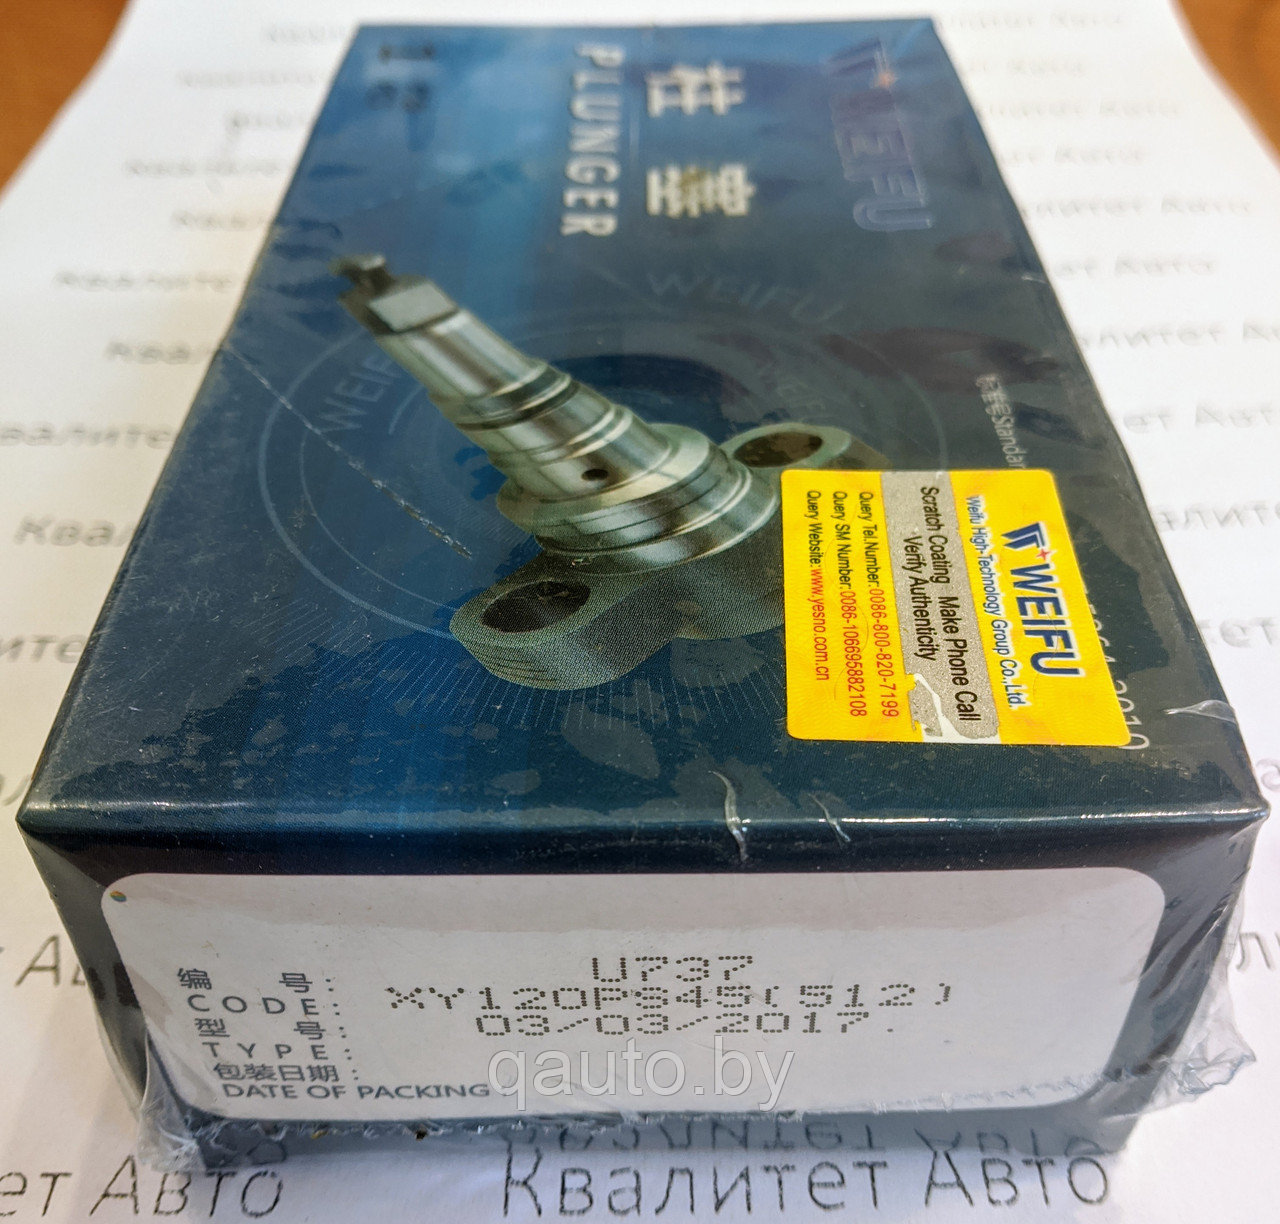 WEIFU
柱塞
PLUNGER
WEIFU
WEIFU
WEIFU
Weifu High-Technology Group Co.,Ltd.
Scratch Coating Make Phone Call
Verify Authenticity
Query Tel.Number:0086-800-820-7199
Query SM Number:0086-106695882108
Query Website:www.yesno.com.cn
编 号:
CODE:
型 号:
TYPE:
包装日期:
DATE OF PACKING
U737
XY120PS45(512)
03/03/2017.
qauto.by
Квалитет Авто